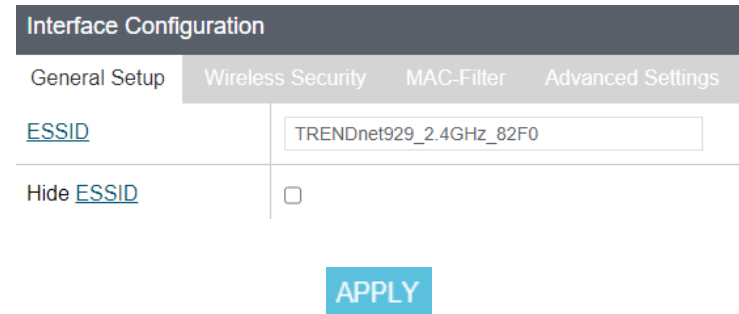 Interface Configuration
General Setup Wireless Security MAC-Filter Advanced Settings
ESSID TRENDnet929_2.4GHz_82F0
Hide ESSID
APPLY